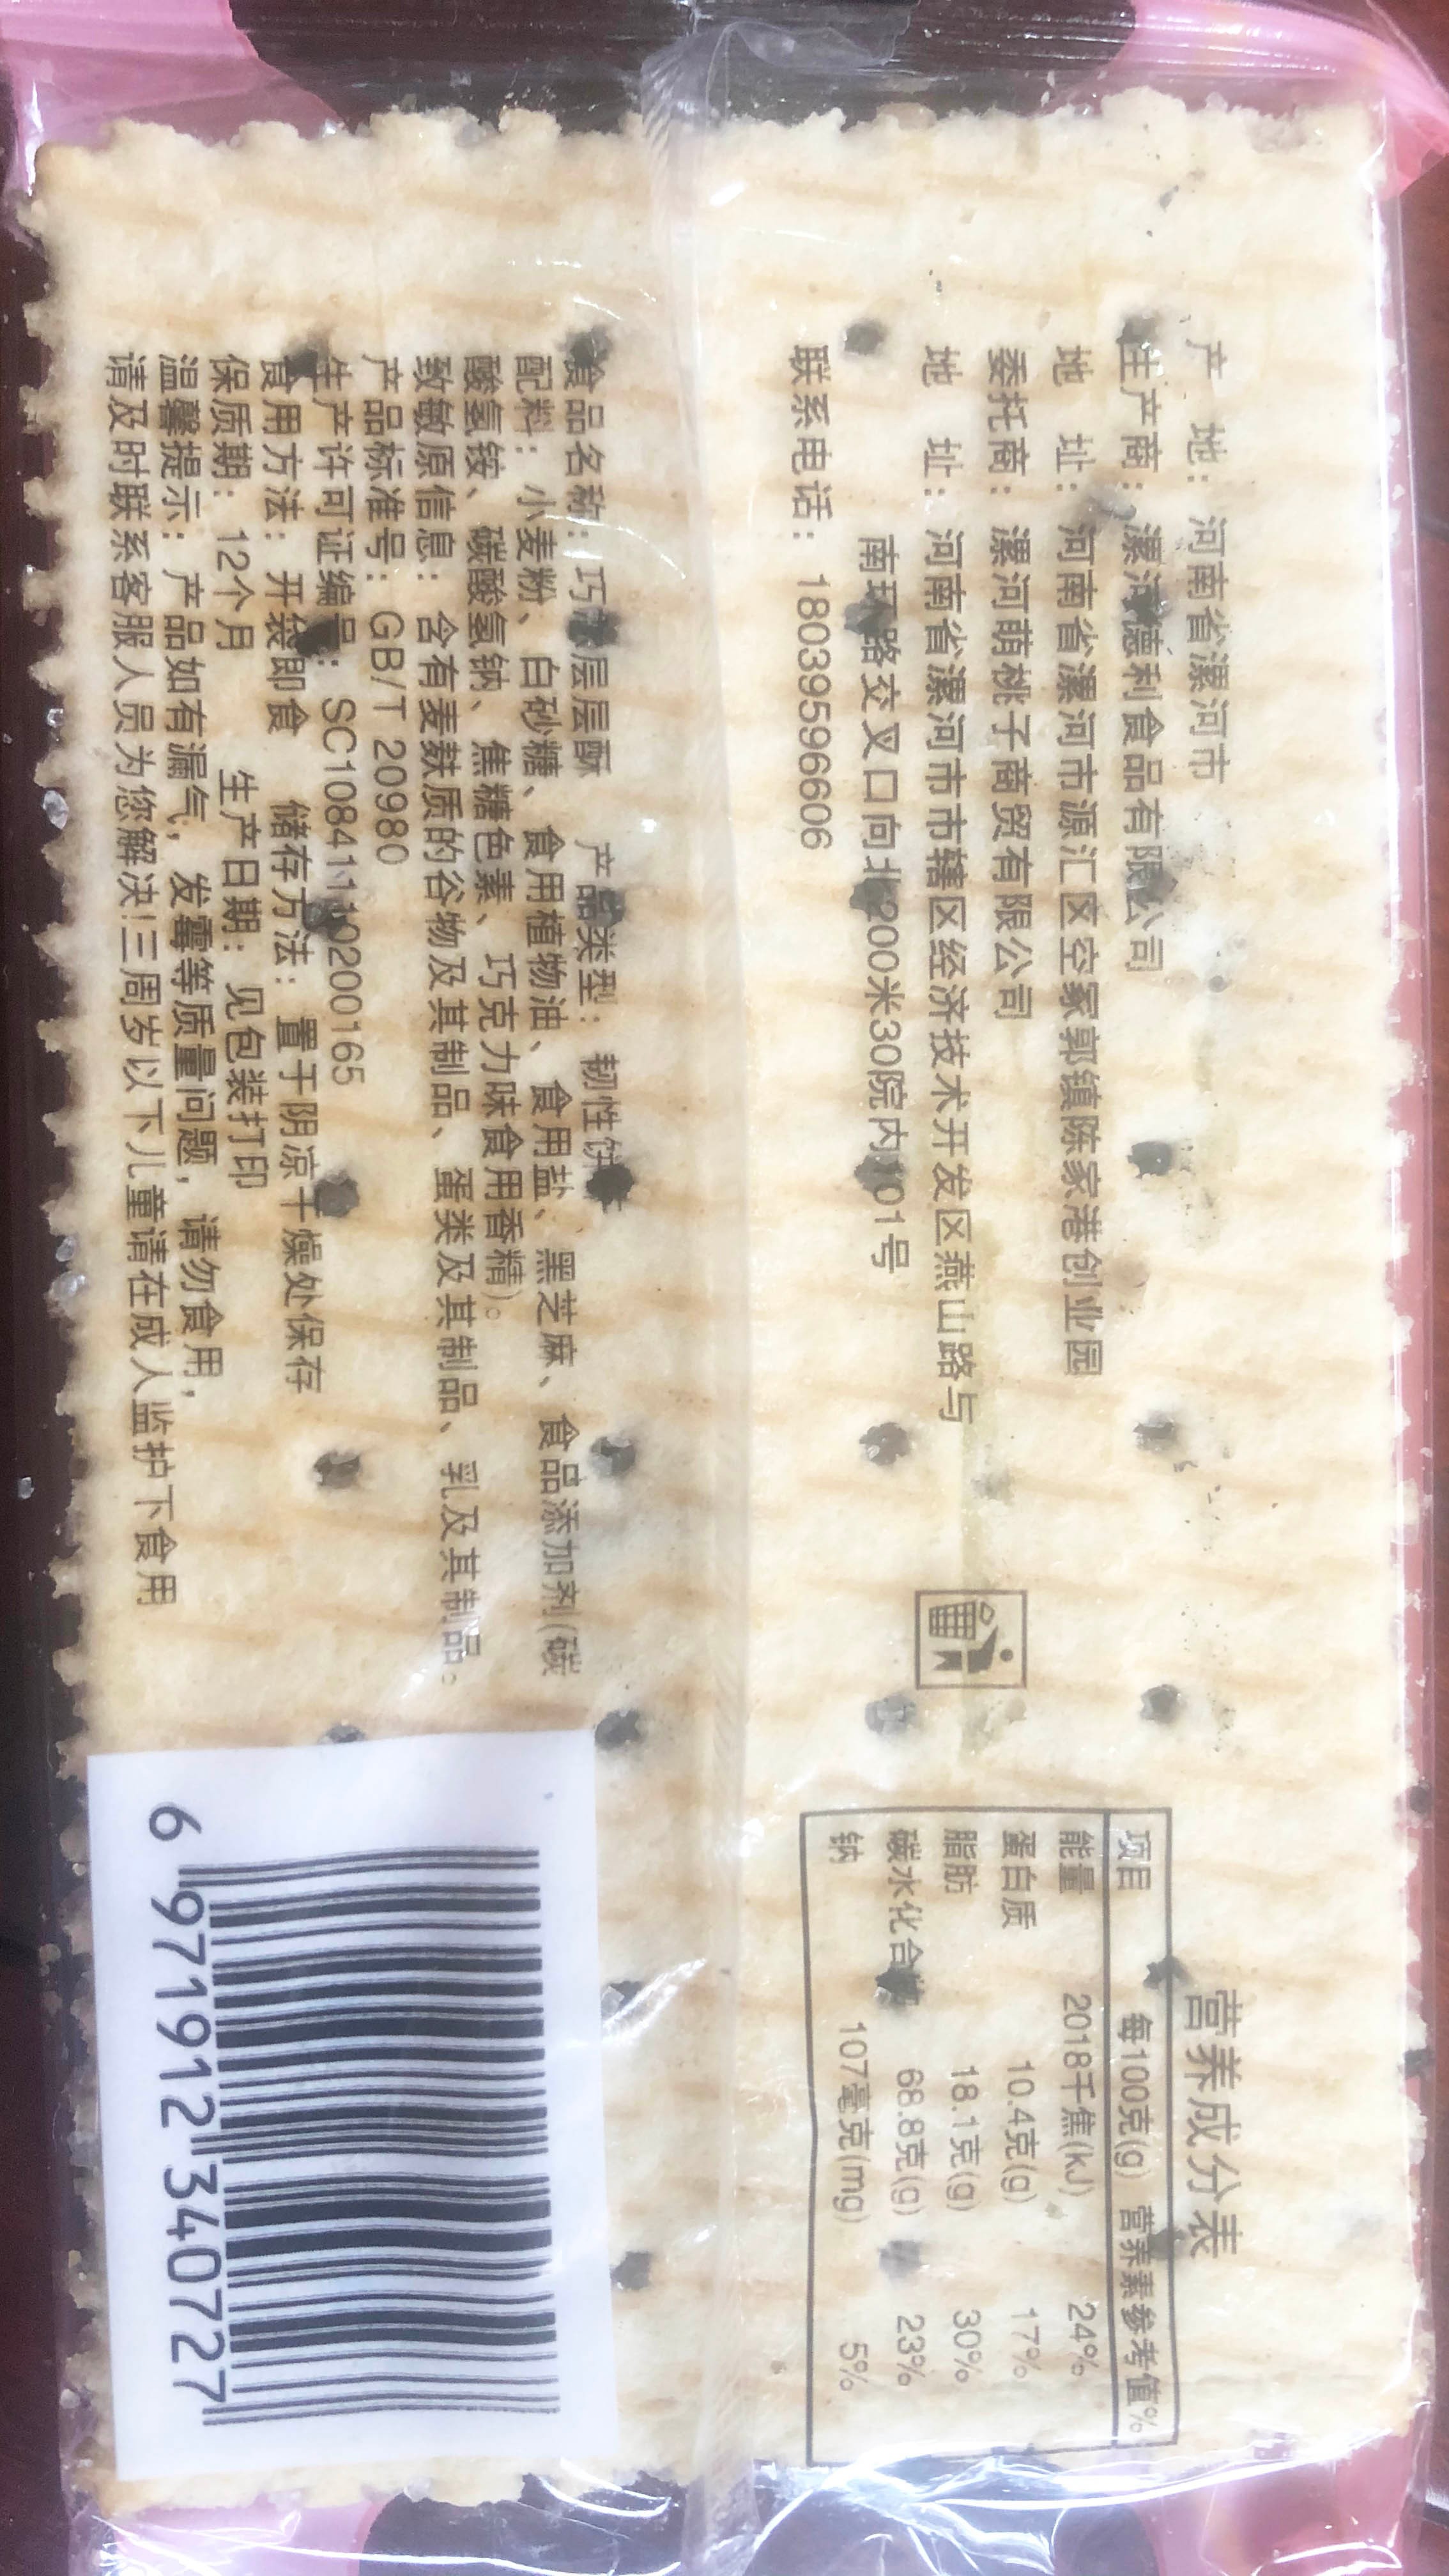 产 地：河南省漯河市
生产商：漯河德利食品有限公司
地 址：河南省漯河市源汇区空冢郭镇陈家港创业园
委托商：漯河萌桃子商贸有限公司
地 址：河南省漯河市市辖区经济技术开发区燕山路与
南环路交叉口向北200米30院内101号
联系电话：18039596606
营养成分表
项目 每100克(g) 营养素参考值%
能量 2018千焦(kJ) 24%
蛋白质 10.4克(g) 17%
脂肪 18.1克(g) 30%
碳水化合物 68.8克(g) 23%
钠 107毫克(mg) 5%
食品名称：巧 层层酥 产品类型：韧性饼
配料：小麦粉、白砂糖、食用植物油、食用盐、黑芝麻、食品添加剂(碳
酸氢铵、碳酸氢钠、焦糖色素、巧克力味食用香精)。
致敏原信息：含有麦麸质的谷物及其制品、蛋类及其制品、乳及其制品。
产品标准号：GB/T 20980
生产许可证编号：SC10841110200165
食用方法：开袋即食 储存方法：置于阴凉干燥处保存
保质期：12个月 生产日期：见包装打印
温馨提示：产品如有漏气，发霉等质量问题，请勿食用，
请及时联系客服人员为您解决!三周岁以下儿童请在成人监护下食用
6 971912 340727